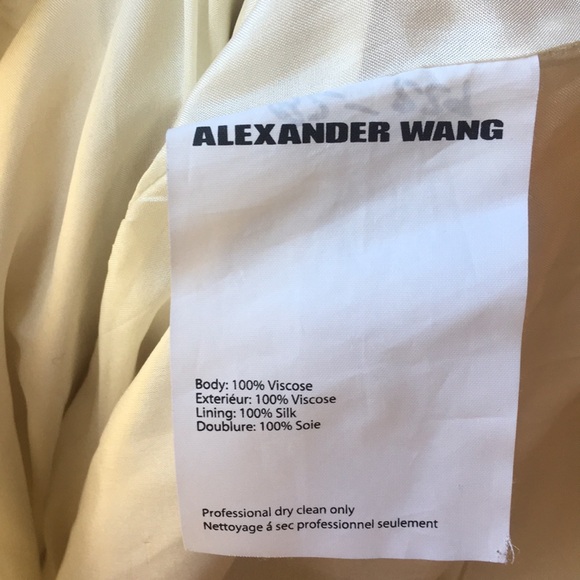 ALEXANDER WANG
Body: 100% Viscose
Exteriéur: 100% Viscose
Lining: 100% Silk
Doublure: 100% Soie
Professional dry clean only
Nettoyage á sec professionnel seulement